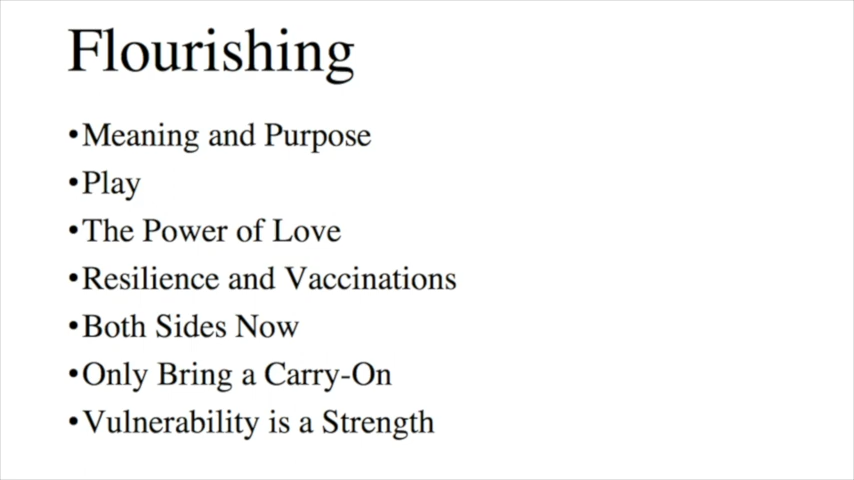 Flourishing
•Meaning and Purpose
•Play
•The Power of Love
•Resilience and Vaccinations
•Both Sides Now
•Only Bring a Carry-On
•Vulnerability is a Strength